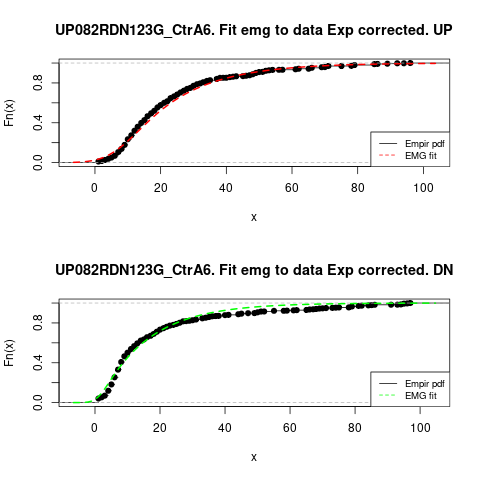 UP082RDN123G_CtrA6. Fit emg to data Exp corrected. UP
Fn(x)
0.0 0.4 0.8
Empir pdf
EMG fit
0 20 40 60 80 100
x
UP082RDN123G_CtrA6. Fit emg to data Exp corrected. DN
Fn(x)
0.0 0.4 0.8
Empir pdf
EMG fit
0 20 40 60 80 100
x